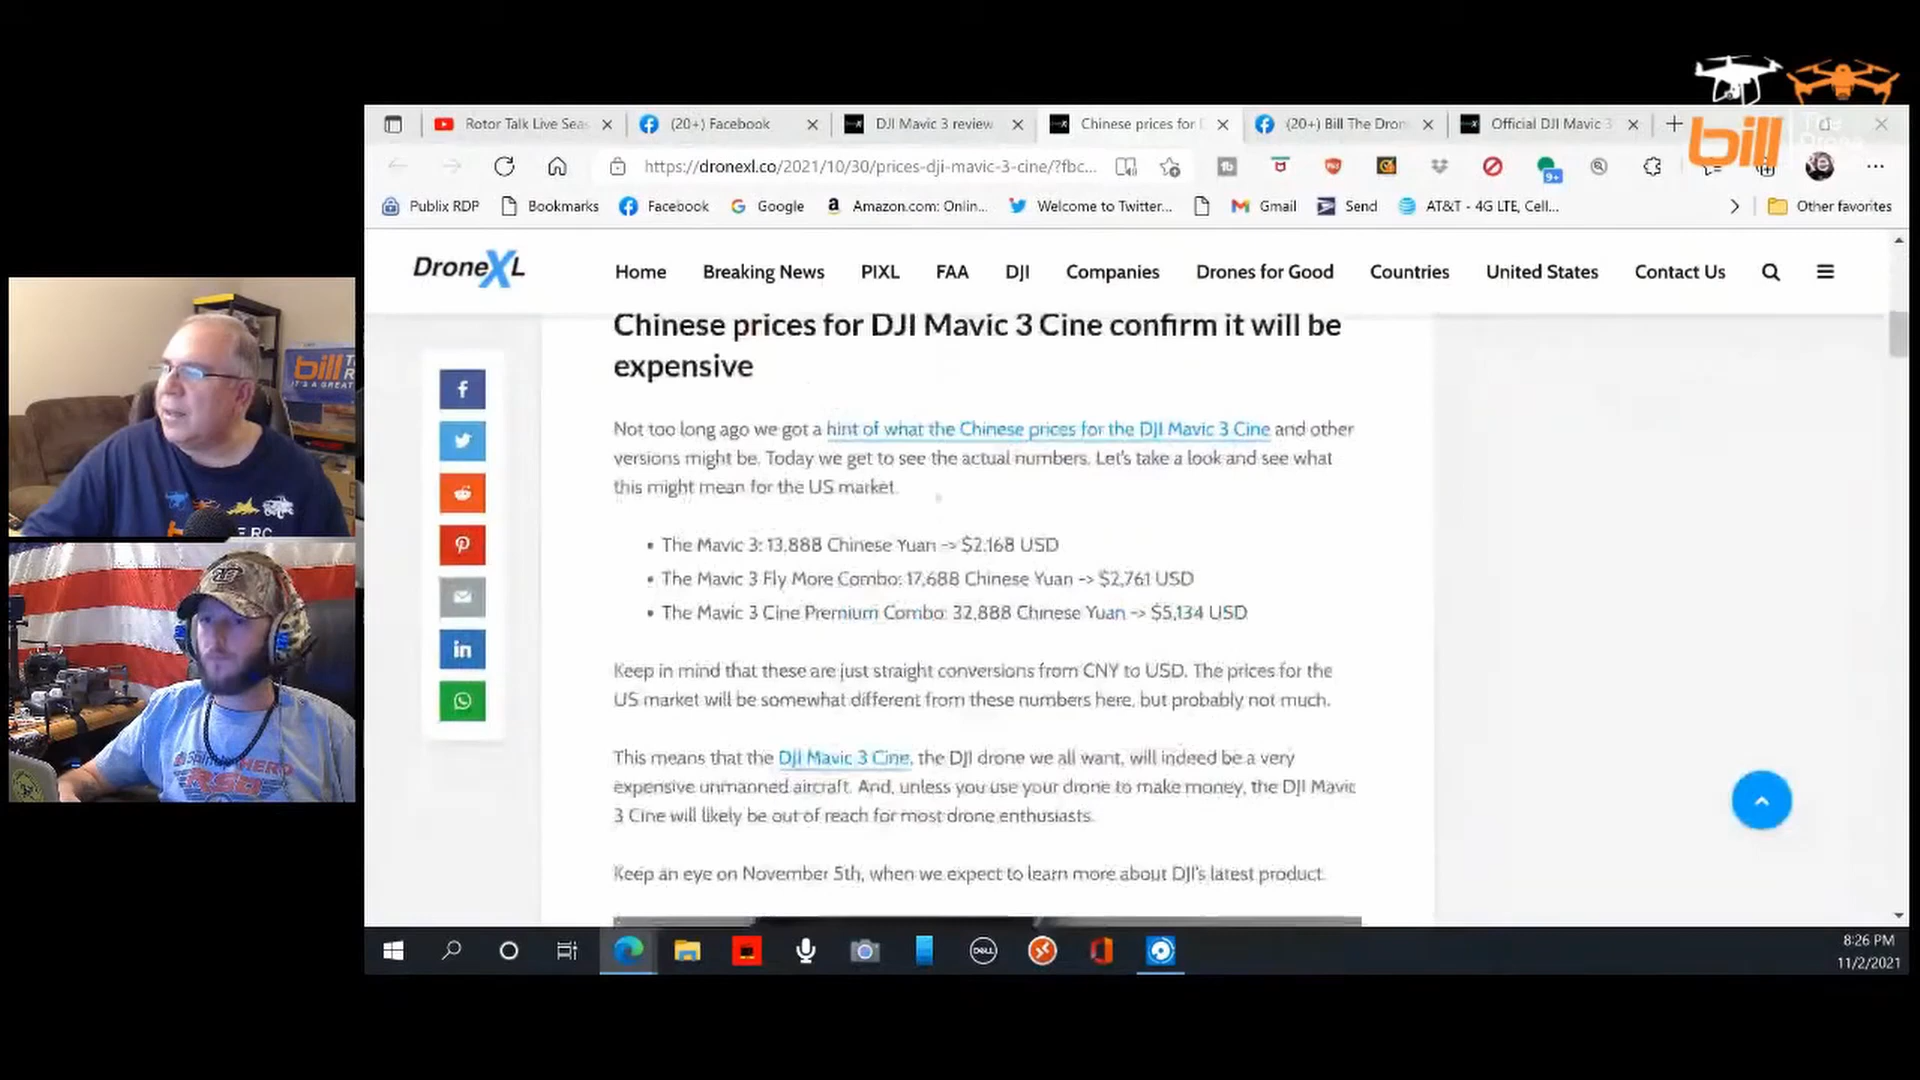 bill
Rotor Talk Live Seas
(20+) Facebook
DJI Mavic 3 review
Chinese prices for D
(20+) Bill The Dron
Official DJI Mavic 3
https://dronexl.co/2021/10/30/prices-dji-mavic-3-cine/?fbc...
9+
Publix RDP
Bookmarks
Facebook
Google
Amazon.com: Onlin...
Welcome to Twitter...
Gmail
Send
AT&T - 4G LTE, Cell...
Other favorites
DroneXL
Home
Breaking News
PIXL
FAA
DJI
Companies
Drones for Good
Countries
United States
Contact Us
Chinese prices for DJI Mavic 3 Cine confirm it will be
expensive
Not too long ago we got a hint of what the Chinese prices for the DJI Mavic 3 Cine and other
versions might be. Today we get to see the actual numbers. Let's take a look and see what
this might mean for the US market.
• The Mavic 3: 13,888 Chinese Yuan -> $2,168 USD
• The Mavic 3 Fly More Combo: 17,688 Chinese Yuan -> $2,761 USD
• The Mavic 3 Cine Premium Combo: 32,888 Chinese Yuan -> $5,134 USD
Keep in mind that these are just straight conversions from CNY to USD. The prices for the
US market will be somewhat different from these numbers here, but probably not much.
This means that the DJI Mavic 3 Cine, the DJI drone we all want, will indeed be a very
expensive unmanned aircraft. And, unless you use your drone to make money, the DJI Mavic
3 Cine will likely be out of reach for most drone enthusiasts.
Keep an eye on November 5th, when we expect to learn more about DJI's latest product.
bill
IT'S A GREAT
E RC
HERO
RSD
DELL
8:26 PM
11/2/2021